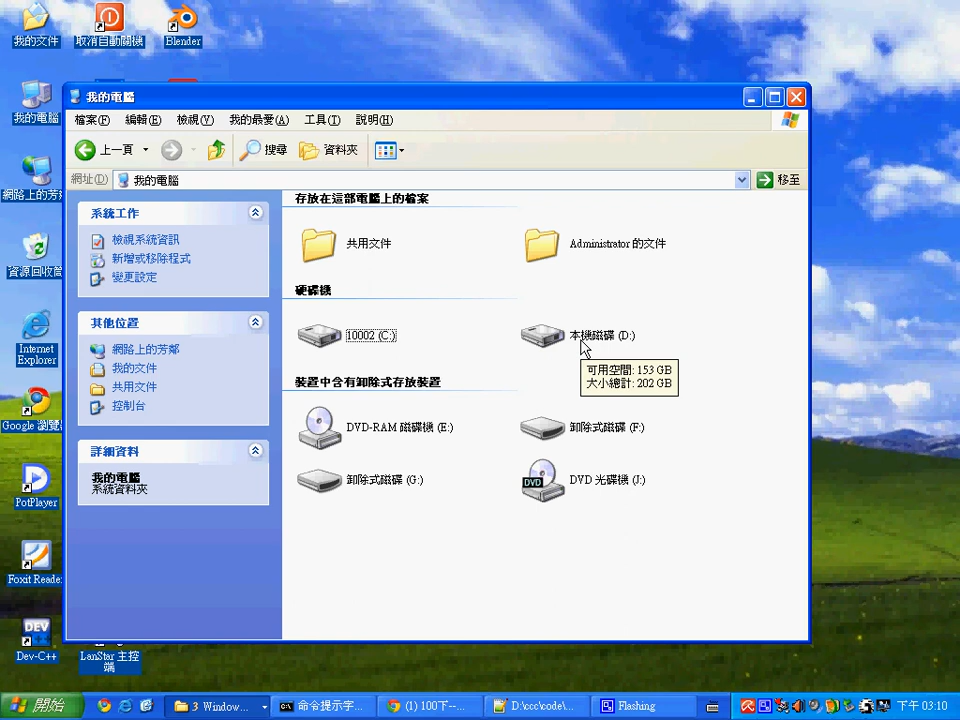 我的文件
取消自動關機
Blender
我的電腦
網路上的芳
資源回收筒
Internet
Explorer
Google 瀏覽
PotPlayer
Foxit Reade
DEV
Dev-C++
LanStar 主控
端
我的電腦
檔案(F) 編輯(E) 檢視(V) 我的最愛(A) 工具(T) 說明(H)
上一頁 搜尋 資料夾
網址(D) 我的電腦 移至
系統工作
檢視系統資訊
新增或移除程式
變更設定
其他位置
網路上的芳鄰
我的文件
共用文件
控制台
詳細資料
我的電腦
系統資料夾
存放在這部電腦上的檔案
共用文件 Administrator 的文件
硬碟機
10002 (C:) 本機磁碟 (D:)
可用空間: 153 GB
大小總計: 202 GB
裝置中含有卸除式存放裝置
DVD-RAM 磁碟機 (E:) 卸除式磁碟 (F:)
卸除式磁碟 (G:) DVD DVD 光碟機 (J:)
開始 3 Window... 命令提示字... (1) 100下--... D:\ccc\code\... Flashing 下午 03:10